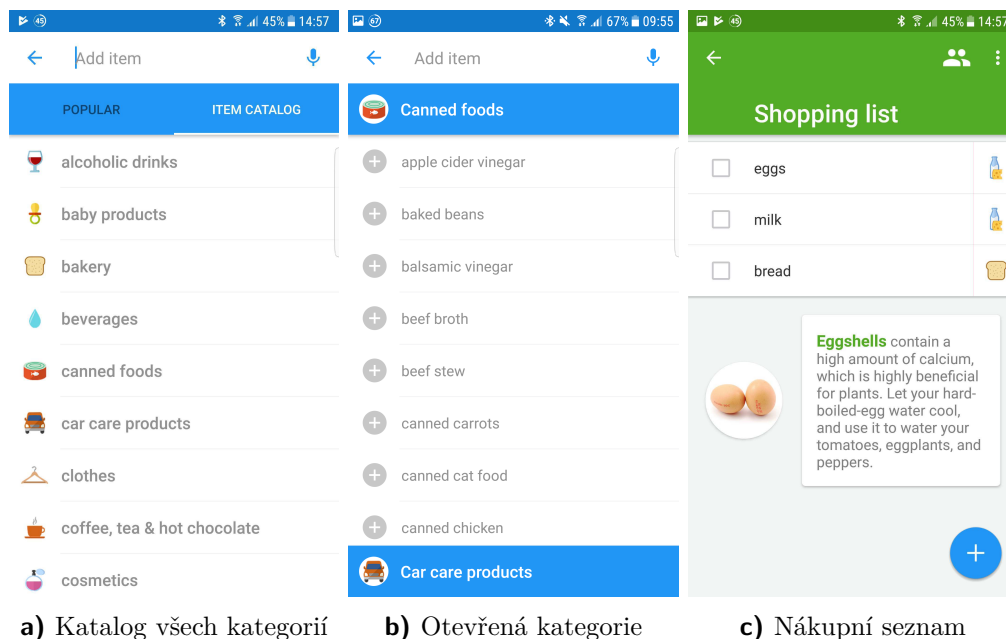 45 45% 14:57
Add item
POPULAR ITEM CATALOG
alcoholic drinks
baby products
bakery
beverages
canned foods
car care products
clothes
coffee, tea & hot chocolate
cosmetics
a) Katalog všech kategorií
67 67% 09:55
Add item
Canned foods
apple cider vinegar
baked beans
balsamic vinegar
beef broth
beef stew
canned carrots
canned cat food
canned chicken
Car care products
b) Otevřená kategorie
45 45% 14:57
Shopping list
eggs
milk
bread
Eggshells contain a
high amount of calcium,
which is highly beneficial
for plants. Let your hard-
boiled-egg water cool,
and use it to water your
tomatoes, eggplants, and
peppers.
c) Nákupní seznam